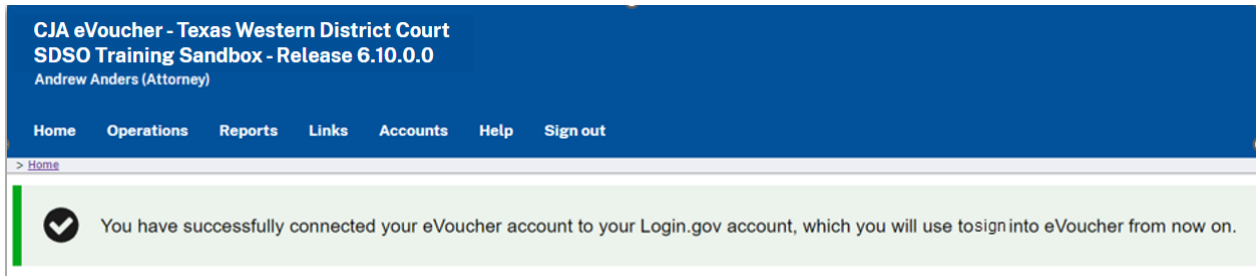 CJA eVoucher - Texas Western District Court
SDSO Training Sandbox - Release 6.10.0.0
Andrew Anders (Attorney)
Home Operations Reports Links Accounts Help Sign out
> Home
You have successfully connected your eVoucher account to your Login.gov account, which you will use tosign into eVoucher from now on.